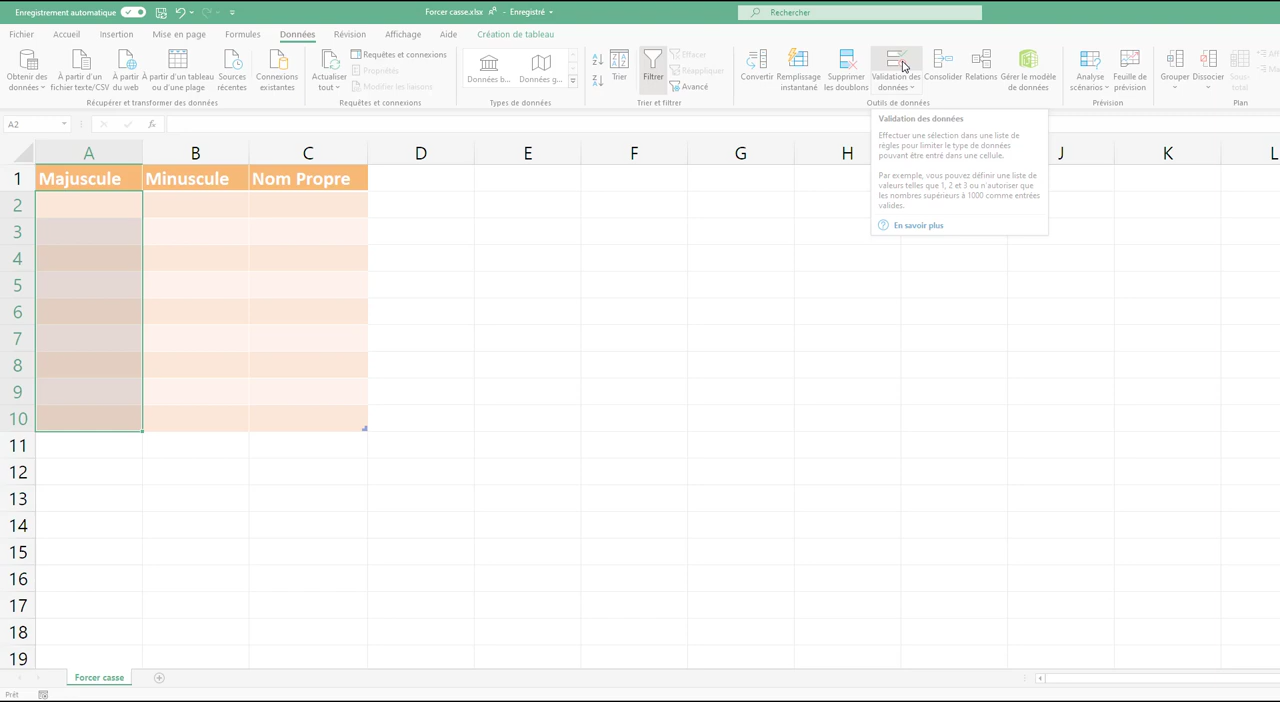 Enregistrement automatique
Forcer casse.xlsx - Enregistré
Rechercher
Fichier Accueil Insertion Mise en page Formules Données Révision Affichage Aide Création de tableau
Obtenir des données
À partir d'un fichier texte/CSV
À partir du web
À partir d'un tableau ou d'une plage
Sources récentes
Connexions existantes
Récupérer et transformer des données
Actualiser tout
Requêtes et connexions
Propriétés
Modifier les liaisons
Requêtes et connexions
Données b...
Données g...
Types de données
Trier
Filtrer
Effacer
Réappliquer
Avancé
Trier et filtrer
Convertir
Remplissage instantané
Supprimer les doublons
Validation des données
Consolider
Relations
Gérer le modèle de données
Outils de données
Analyse scénarios
Feuille de prévision
Prévision
Grouper
Dissocier
Sous-total
Plan
A2
fx
Validation des données
Effectuer une sélection dans une liste de
règles pour limiter le type de données
pouvant être entré dans une cellule.
Par exemple, vous pouvez définir une liste de
valeurs telles que 1, 2 et 3 ou n'autoriser que
les nombres supérieurs à 1000 comme entrées
valides.
En savoir plus
A B C D E F G H J K L
1 Majuscule Minuscule Nom Propre
2
3
4
5
6
7
8
9
10
11
12
13
14
15
16
17
18
19
Forcer casse
Prêt